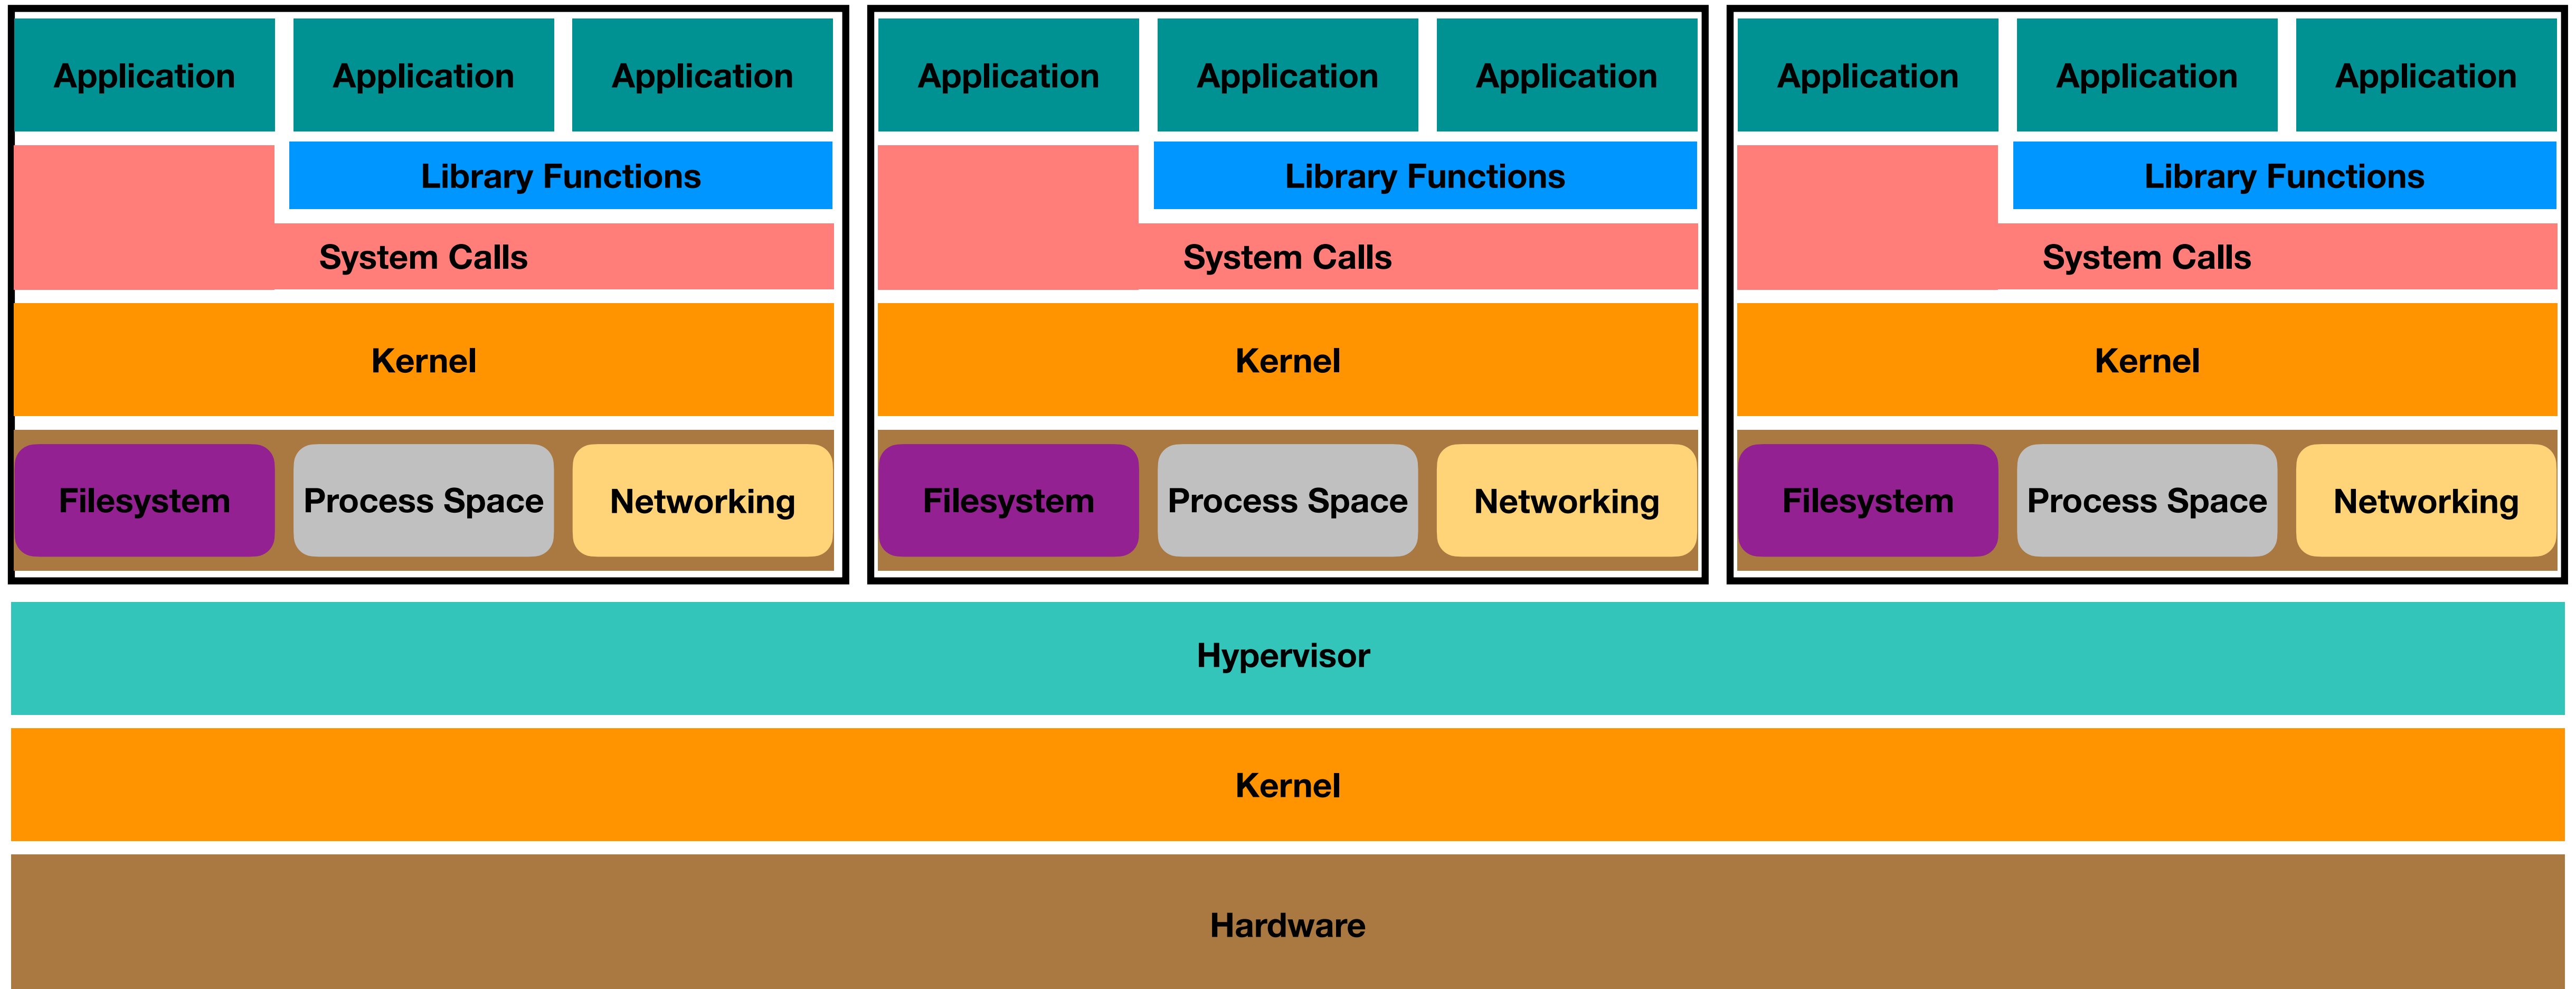 Application
Application
Application
Library Functions
System Calls
Kernel
Filesystem
Process Space
Networking
Application
Application
Application
Library Functions
System Calls
Kernel
Filesystem
Process Space
Networking
Application
Application
Application
Library Functions
System Calls
Kernel
Filesystem
Process Space
Networking
Hypervisor
Kernel
Hardware